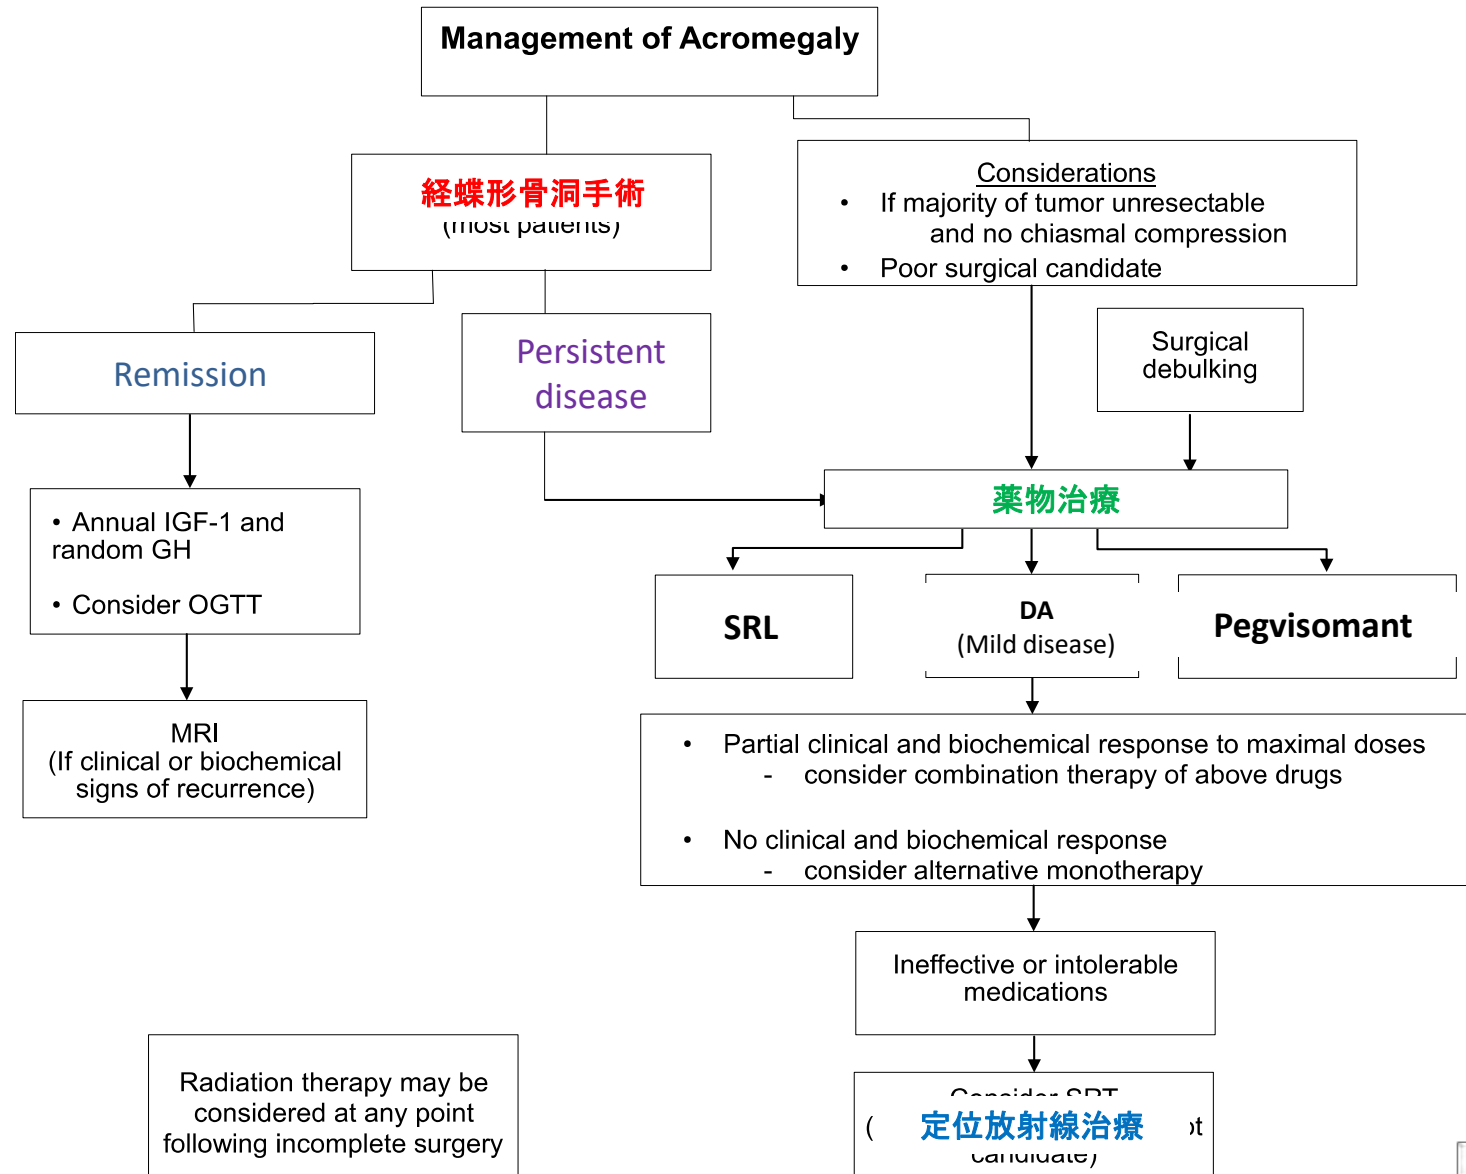 Management of Acromegaly
経蝶形骨洞手術
(most patients)
Considerations
• If majority of tumor unresectable
and no chiasmal compression
• Poor surgical candidate
Remission
Persistent
disease
Surgical
debulking
薬物治療
• Annual IGF-1 and
random GH
• Consider OGTT
SRL
DA
(Mild disease)
Pegvisomant
MRI
(If clinical or biochemical
signs of recurrence)
• Partial clinical and biochemical response to maximal doses
- consider combination therapy of above drugs
• No clinical and biochemical response
- consider alternative monotherapy
Ineffective or intolerable
medications
Radiation therapy may be
considered at any point
following incomplete surgery
Consider SRT
( 定位放射線治療
candidate)